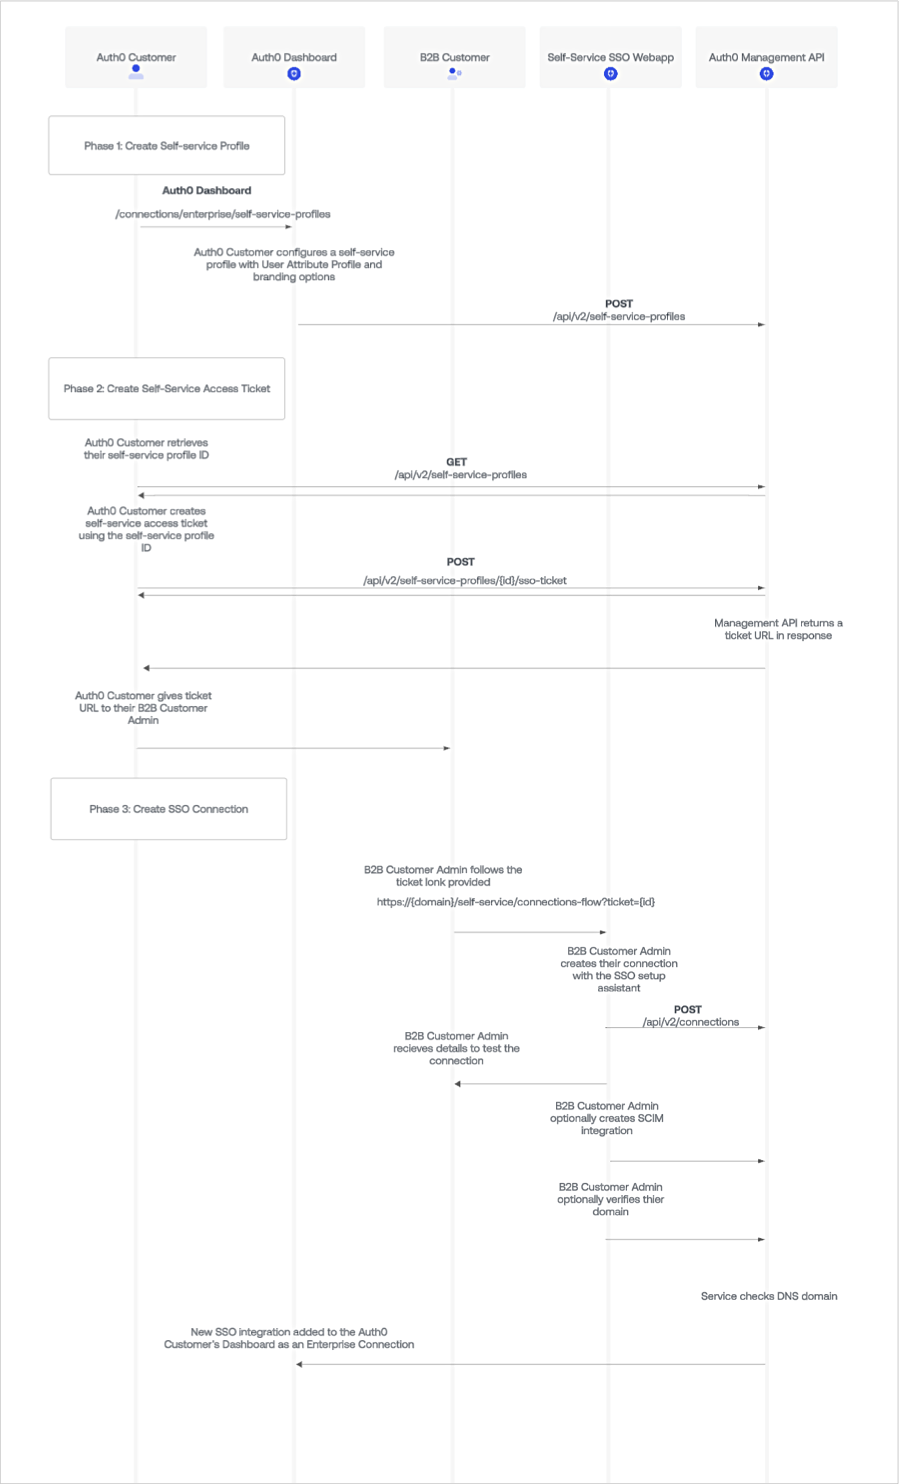 Auth0 Customer
Auth0 Dashboard
B2B Customer
Self-Service SSO Webapp
Auth0 Management API
Phase 1: Create Self-service Profile
Auth0 Dashboard
/connections/enterprise/self-service-profiles
Auth0 Customer configures a self-service
profile with User Attribute Profile and
branding options
POST
/api/v2/self-service-profiles
Phase 2: Create Self-Service Access Ticket
Auth0 Customer retrieves
their self-service profile ID
GET
/api/v2/self-service-profiles
Auth0 Customer creates
self-service access ticket
using the self-service profile
ID
POST
/api/v2/self-service-profiles/{id}/sso-ticket
Management API returns a
ticket URL in response
Auth0 Customer gives ticket
URL to their B2B Customer
Admin
Phase 3: Create SSO Connection
B2B Customer Admin follows the
ticket lonk provided
https://{domain}/self-service/connections-flow?ticket={id}
B2B Customer Admin
creates their connection
with the SSO setup
assistant
POST
/api/v2/connections
B2B Customer Admin
recieves details to test the
connection
B2B Customer Admin
optionally creates SCIM
integration
B2B Customer Admin
optionally verifies thier
domain
Service checks DNS domain
New SSO integration added to the Auth0
Customer's Dashboard as an Enterprise Connection